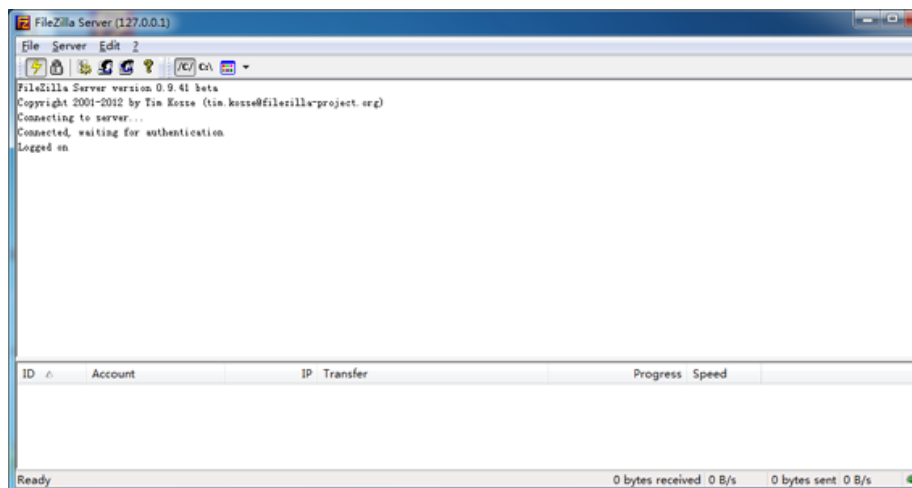 FileZilla Server (127.0.0.1)
File Server Edit ?
/C/ C:\
FileZilla Server version 0.9.41 beta
Copyright 2001-2012 by Tim Kosse (tim.kosse@filezilla-project.org)
Connecting to server...
Connected, waiting for authentication
Logged on
ID Account IP Transfer Progress Speed
Ready 0 bytes received 0 B/s 0 bytes sent 0 B/s